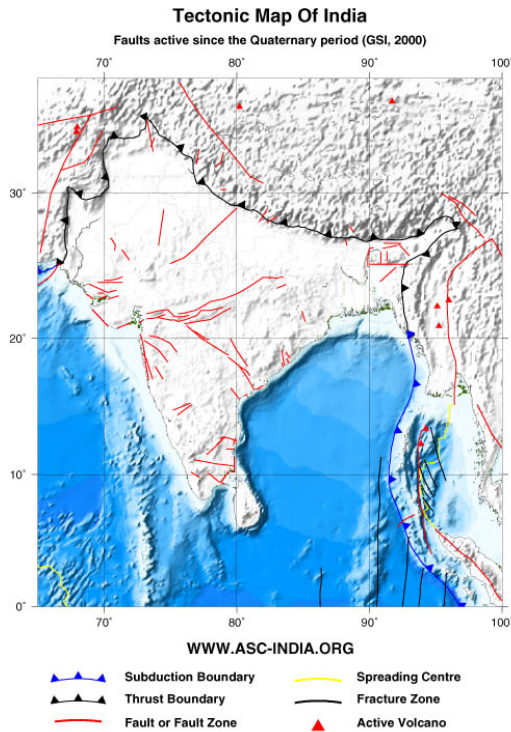 Tectonic Map Of India
Faults active since the Quaternary period (GSI, 2000)
70° 80° 90° 100°
30°
20°
10°
0°
70° 80° 90° 100°
WWW.ASC-INDIA.ORG
Subduction Boundary Spreading Centre
Thrust Boundary Fracture Zone
Fault or Fault Zone Active Volcano